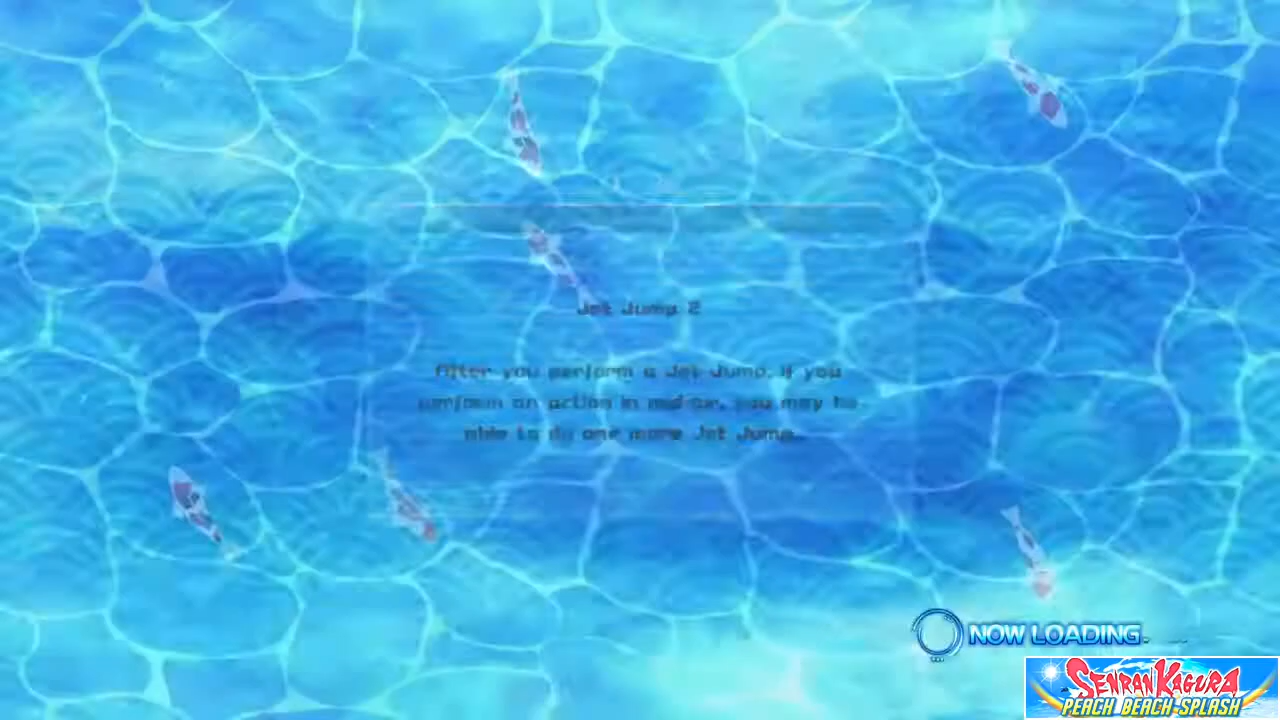 Jet Jump 2
After you perform a Jet Jump, if you
perform an action in mid-air, you may be
able to do one more Jet Jump.
NOW LOADING
SENRAN KAGURA
PEACH BEACH SPLASH